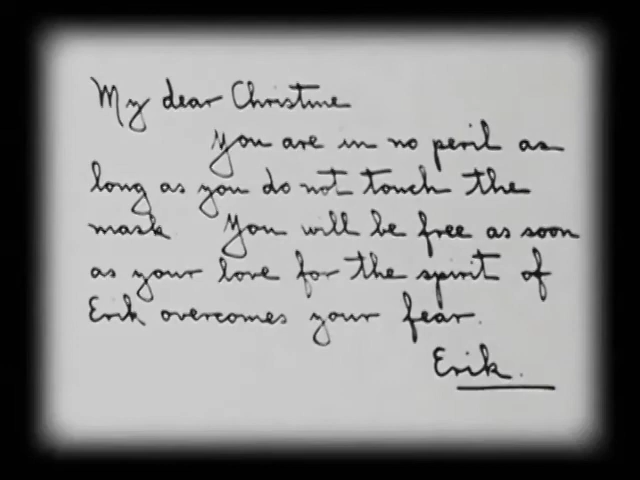 My dear Christine
You are in no peril as
long as you do not touch the
mask You will be free as soon
as your love for the spirit of
Erik overcomes your fear.
Erik.